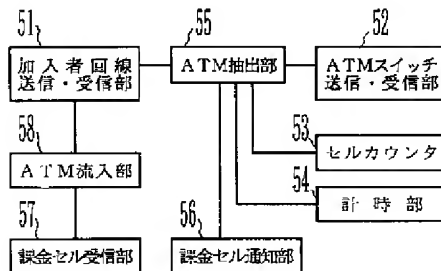 51
加入者回線
送信・受信部
55
ATM抽出部
52
ATMスイッチ
送信・受信部
53
セルカウンタ
54
計時部
58
ATM流入部
57
課金セル受信部
56
課金セル通知部